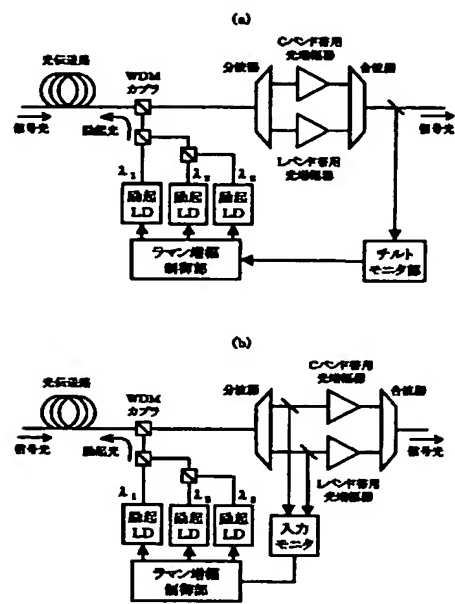 (a)
光伝送路
WDM
カプラ
信号光
励起光
分波器
Cバンド帯用
光増幅器
合波器
Lバンド帯用
光増幅器
信号光
λ1
励起
LD
励起
LD
励起
LD
ラマン増幅
制御部
チルト
モニタ部
(b)
光伝送路
WDM
カプラ
信号光
励起光
分波器
Cバンド帯用
光増幅器
合波器
Lバンド帯用
光増幅器
信号光
λ1
励起
LD
励起
LD
励起
LD
入力
モニタ
ラマン増幅
制御部